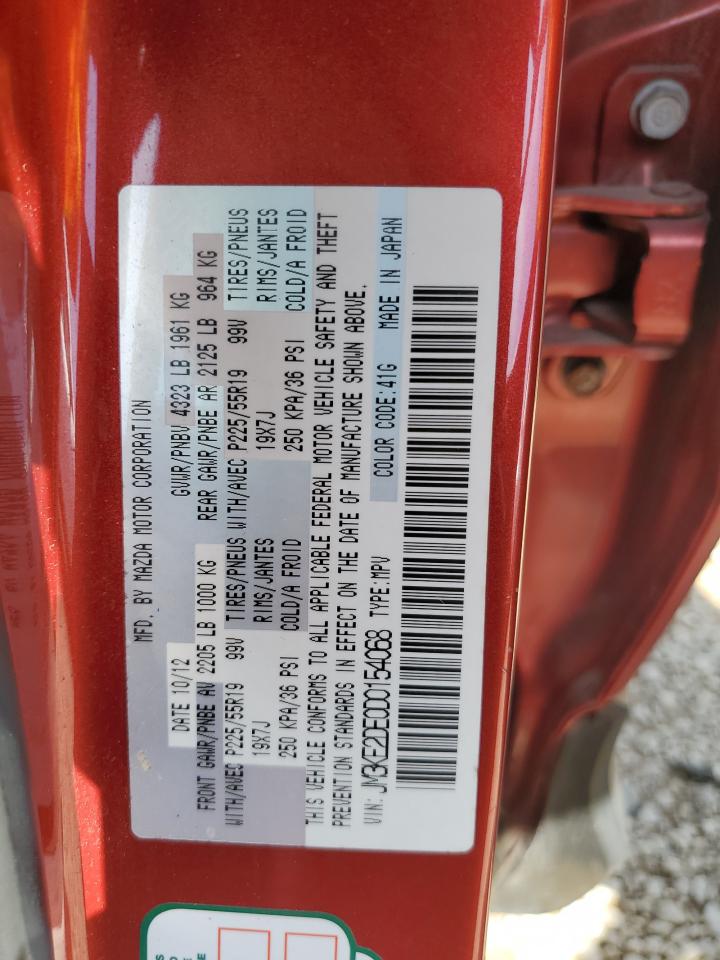 MFD. BY MAZDA MOTOR CORPORATION
DATE 10/12 GVWR/PNBV 4323 LB 1961 KG
FRONT GAWR/PNBE AV 2205 LB 1000 KG REAR GAWR/PNBE AR 2125 LB 964 KG
WITH/AVEC P225/55R19 99V TIRES/PNEUS WITH/AVEC P225/55R19 99V TIRES/PNEUS
19X7J RIMS/JANTES 19X7J RIMS/JANTES
250 KPA/36 PSI COLD/A FROID 250 KPA/36 PSI COLD/A FROID
THIS VEHICLE CONFORMS TO ALL APPLICABLE FEDERAL MOTOR VEHICLE SAFETY AND THEFT
PREVENTION STANDARDS IN EFFECT ON THE DATE OF MANUFACTURE SHOWN ABOVE.
VIN: JM3KE2DE0D0154068 TYPE:MPV COLOR CODE:41G MADE IN JAPAN